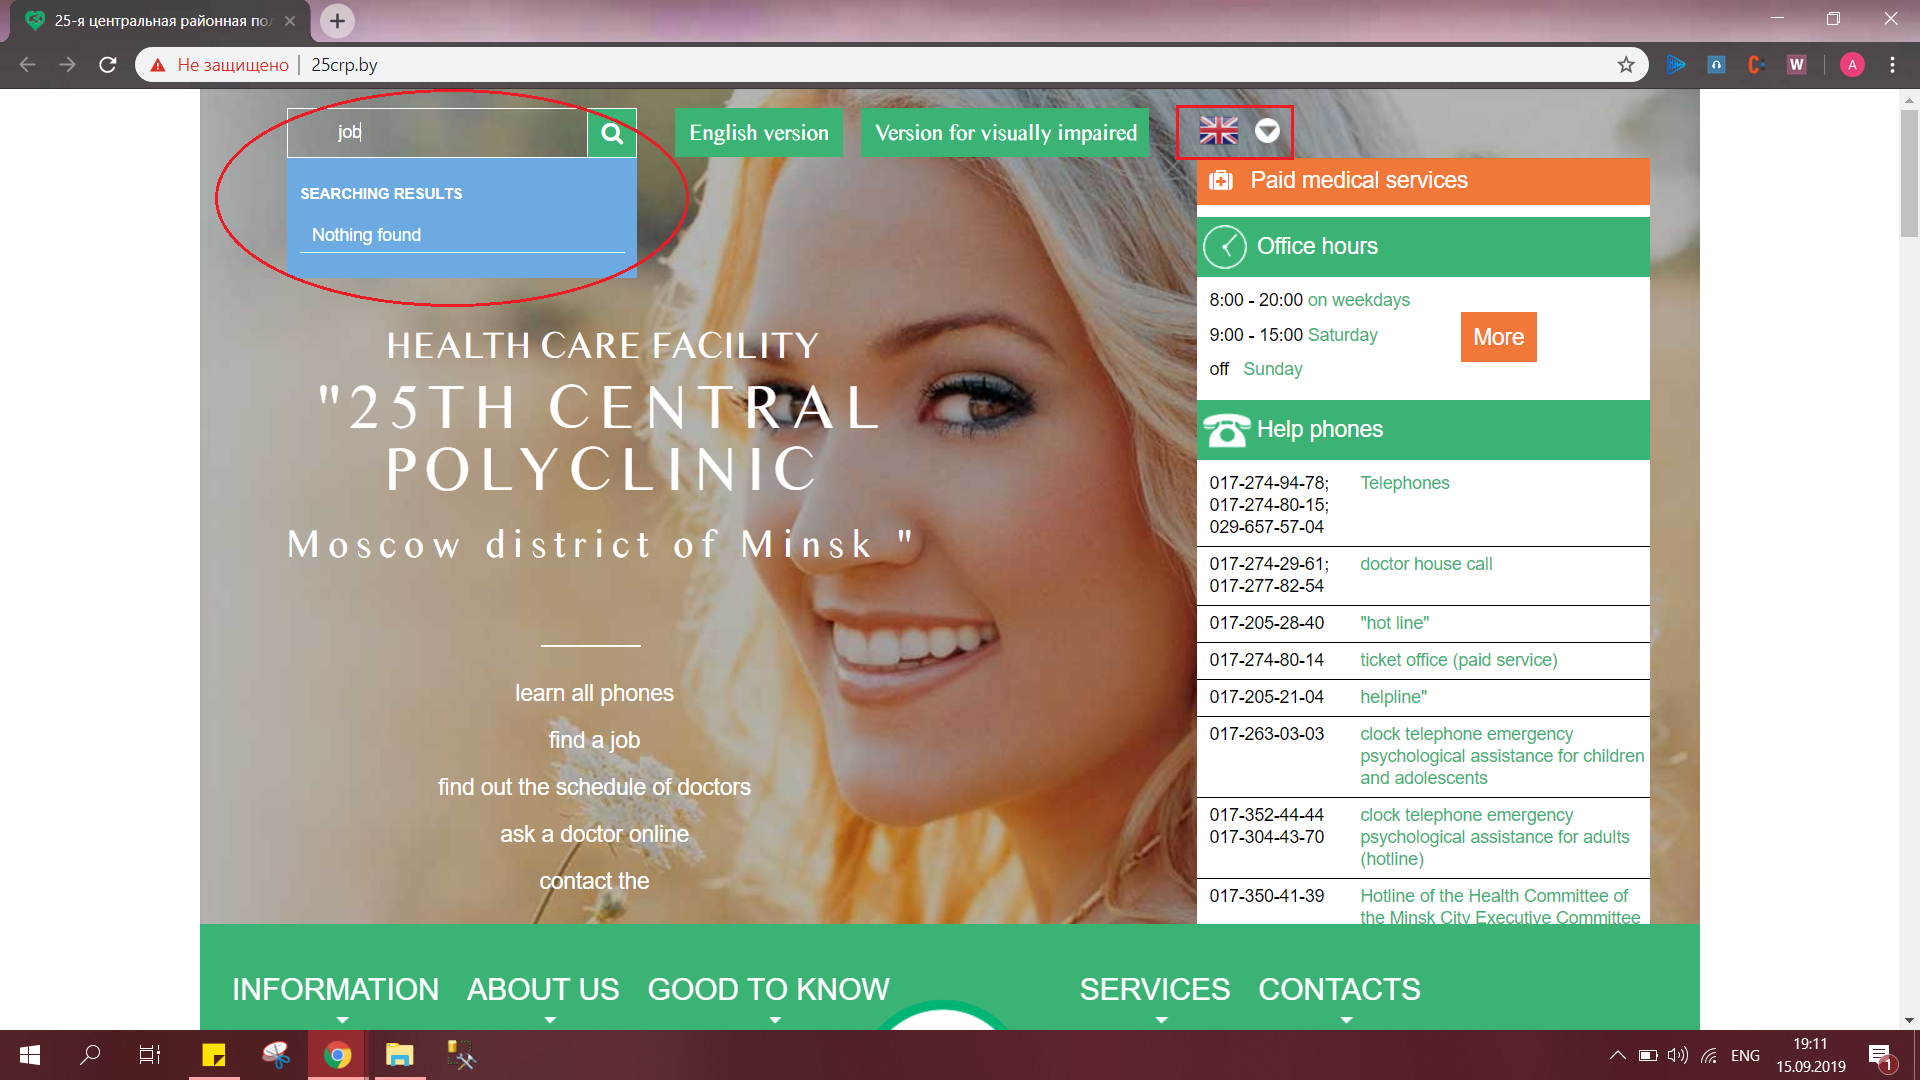 25-я центральная районная пол
Не защищено
25crp.by
A
W
job
English version
Version for visually impaired
SEARCHING RESULTS
Nothing found
HEALTH CARE FACILITY
"25TH CENTRAL
POLYCLINIC
Moscow district of Minsk "
learn all phones
find a job
find out the schedule of doctors
ask a doctor online
contact the
Paid medical services
Office hours
8:00 - 20:00 on weekdays
9:00 - 15:00 Saturday
off Sunday
More
Help phones
017-274-94-78; Telephones
017-274-80-15;
029-657-57-04
017-274-29-61; doctor house call
017-277-82-54
017-205-28-40 "hot line"
017-274-80-14 ticket office (paid service)
017-205-21-04 helpline"
017-263-03-03 clock telephone emergency
psychological assistance for children
and adolescents
017-352-44-44 clock telephone emergency
017-304-43-70 psychological assistance for adults
(hotline)
017-350-41-39 Hotline of the Health Committee of
the Minsk City Executive Committee
INFORMATION ABOUT US GOOD TO KNOW SERVICES CONTACTS
ENG
19:11
15.09.2019
1